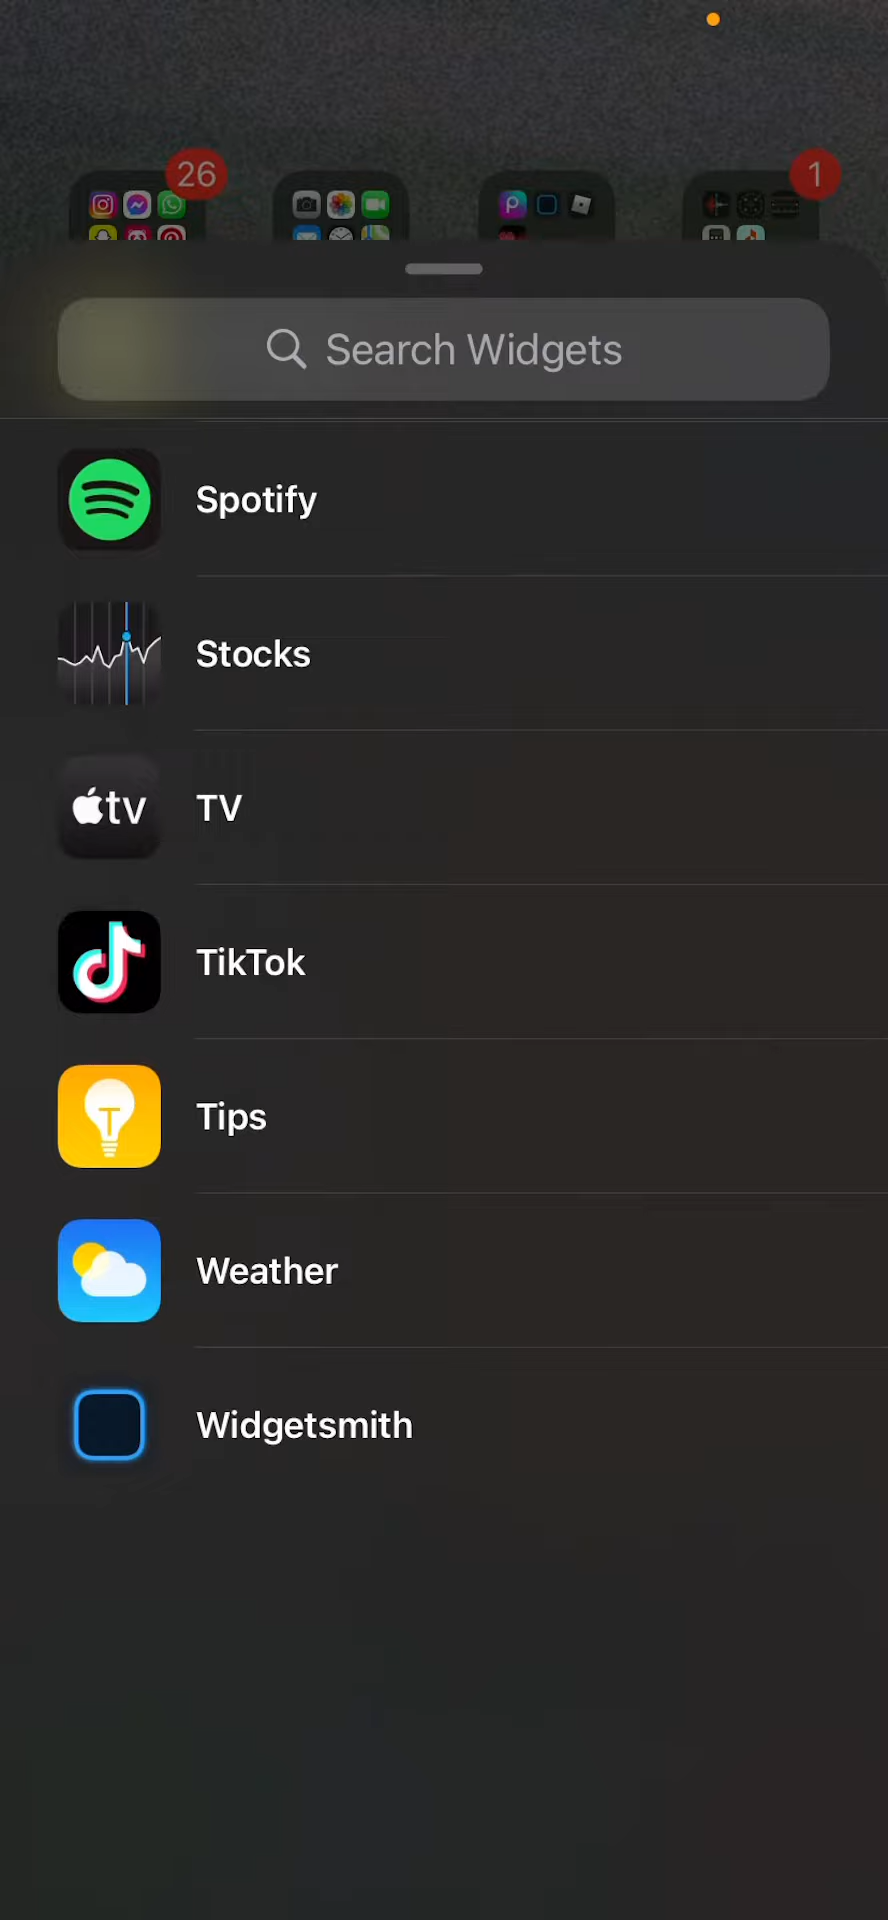 26
1
Search Widgets
Spotify
Stocks
tv
TV
TikTok
T
Tips
Weather
Widgetsmith